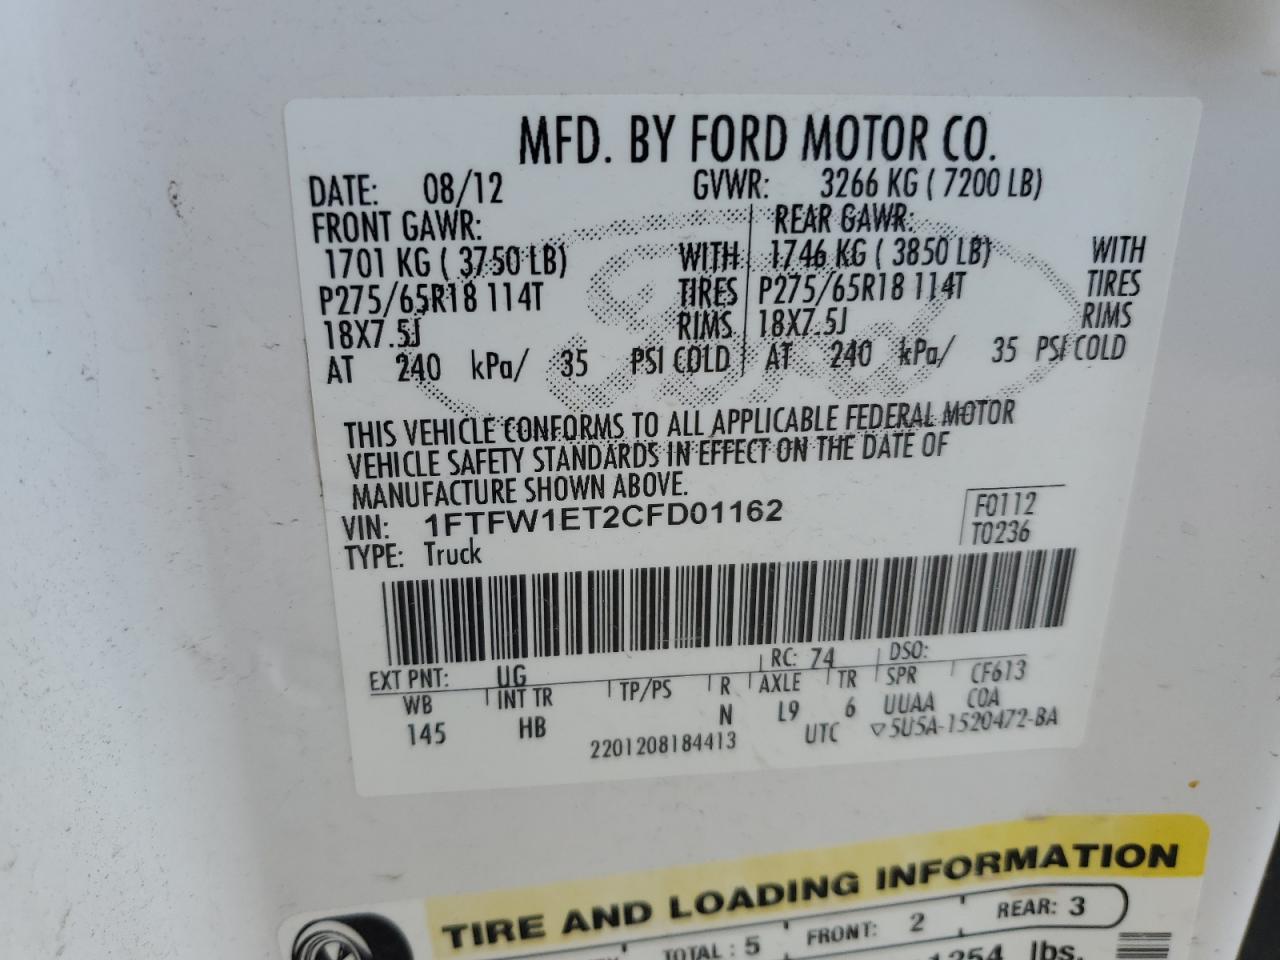 MFD. BY FORD MOTOR CO.
DATE: 08/12 GVWR: 3266 KG ( 7200 LB)
FRONT GAWR: REAR GAWR:
1701 KG ( 3750 LB) WITH 1746 KG ( 3850 LB) WITH
P275/65R18 114T TIRES P275/65R18 114T TIRES
18X7.5J RIMS 18X7.5J RIMS
AT 240 kPa/ 35 PSI COLD AT 240 kPa/ 35 PSI COLD
THIS VEHICLE CONFORMS TO ALL APPLICABLE FEDERAL MOTOR
VEHICLE SAFETY STANDARDS IN EFFECT ON THE DATE OF
MANUFACTURE SHOWN ABOVE.
VIN: 1FTFW1ET2CFD01162 F0112
TYPE: Truck T0236
EXT PNT: UG RC: 74 DSO:
WB INT TR TP/PS R AXLE TR SPR CF613
145 HB N L9 6 UUAA COA
2201208184413 UTC ▽5U5A-1520472-BA
TIRE AND LOADING INFORMATION
TOTAL: 5 FRONT: 2 REAR: 3
1254 lbs.